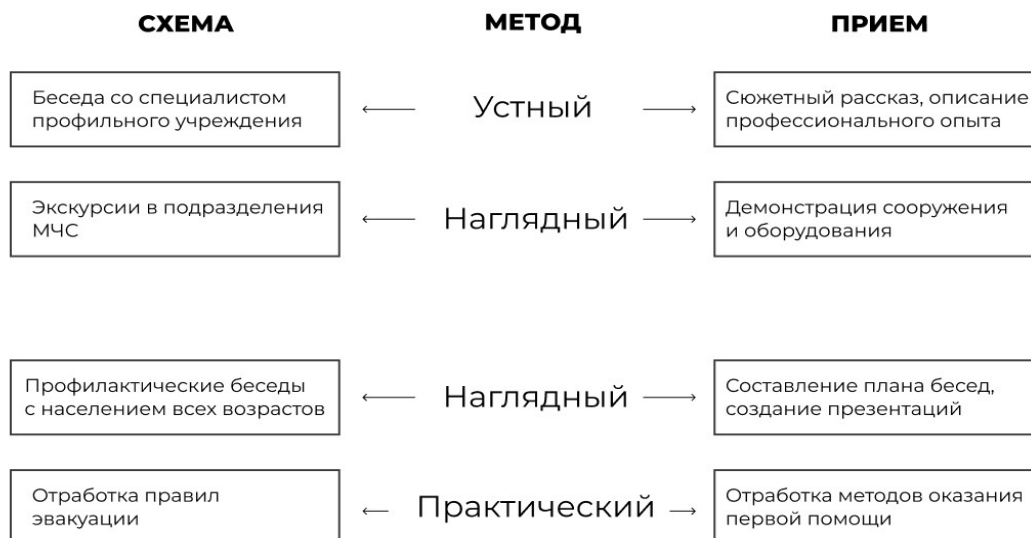 СХЕМА
МЕТОД
ПРИЕМ
Беседа со специалистом
профильного учреждения
Устный
Сюжетный рассказ, описание
профессионального опыта
Экскурсии в подразделения
МЧС
Наглядный
Демонстрация сооружения
и оборудования
Профилактические беседы
с населением всех возрастов
Наглядный
Составление плана бесед,
создание презентаций
Отработка правил
эвакуации
Практический
Отработка методов оказания
первой помощи